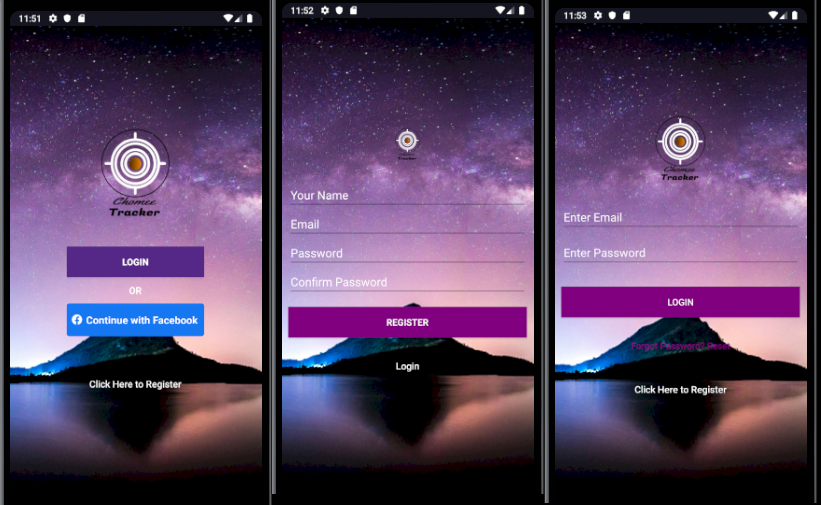 11:51
Chomee
Tracker
LOGIN
OR
Continue with Facebook
Click Here to Register
11:52
Tracker
Your Name
Email
Password
Confirm Password
REGISTER
Login
11:53
Chomee
Tracker
Enter Email
Enter Password
LOGIN
Forgot Password? Reset
Click Here to Register